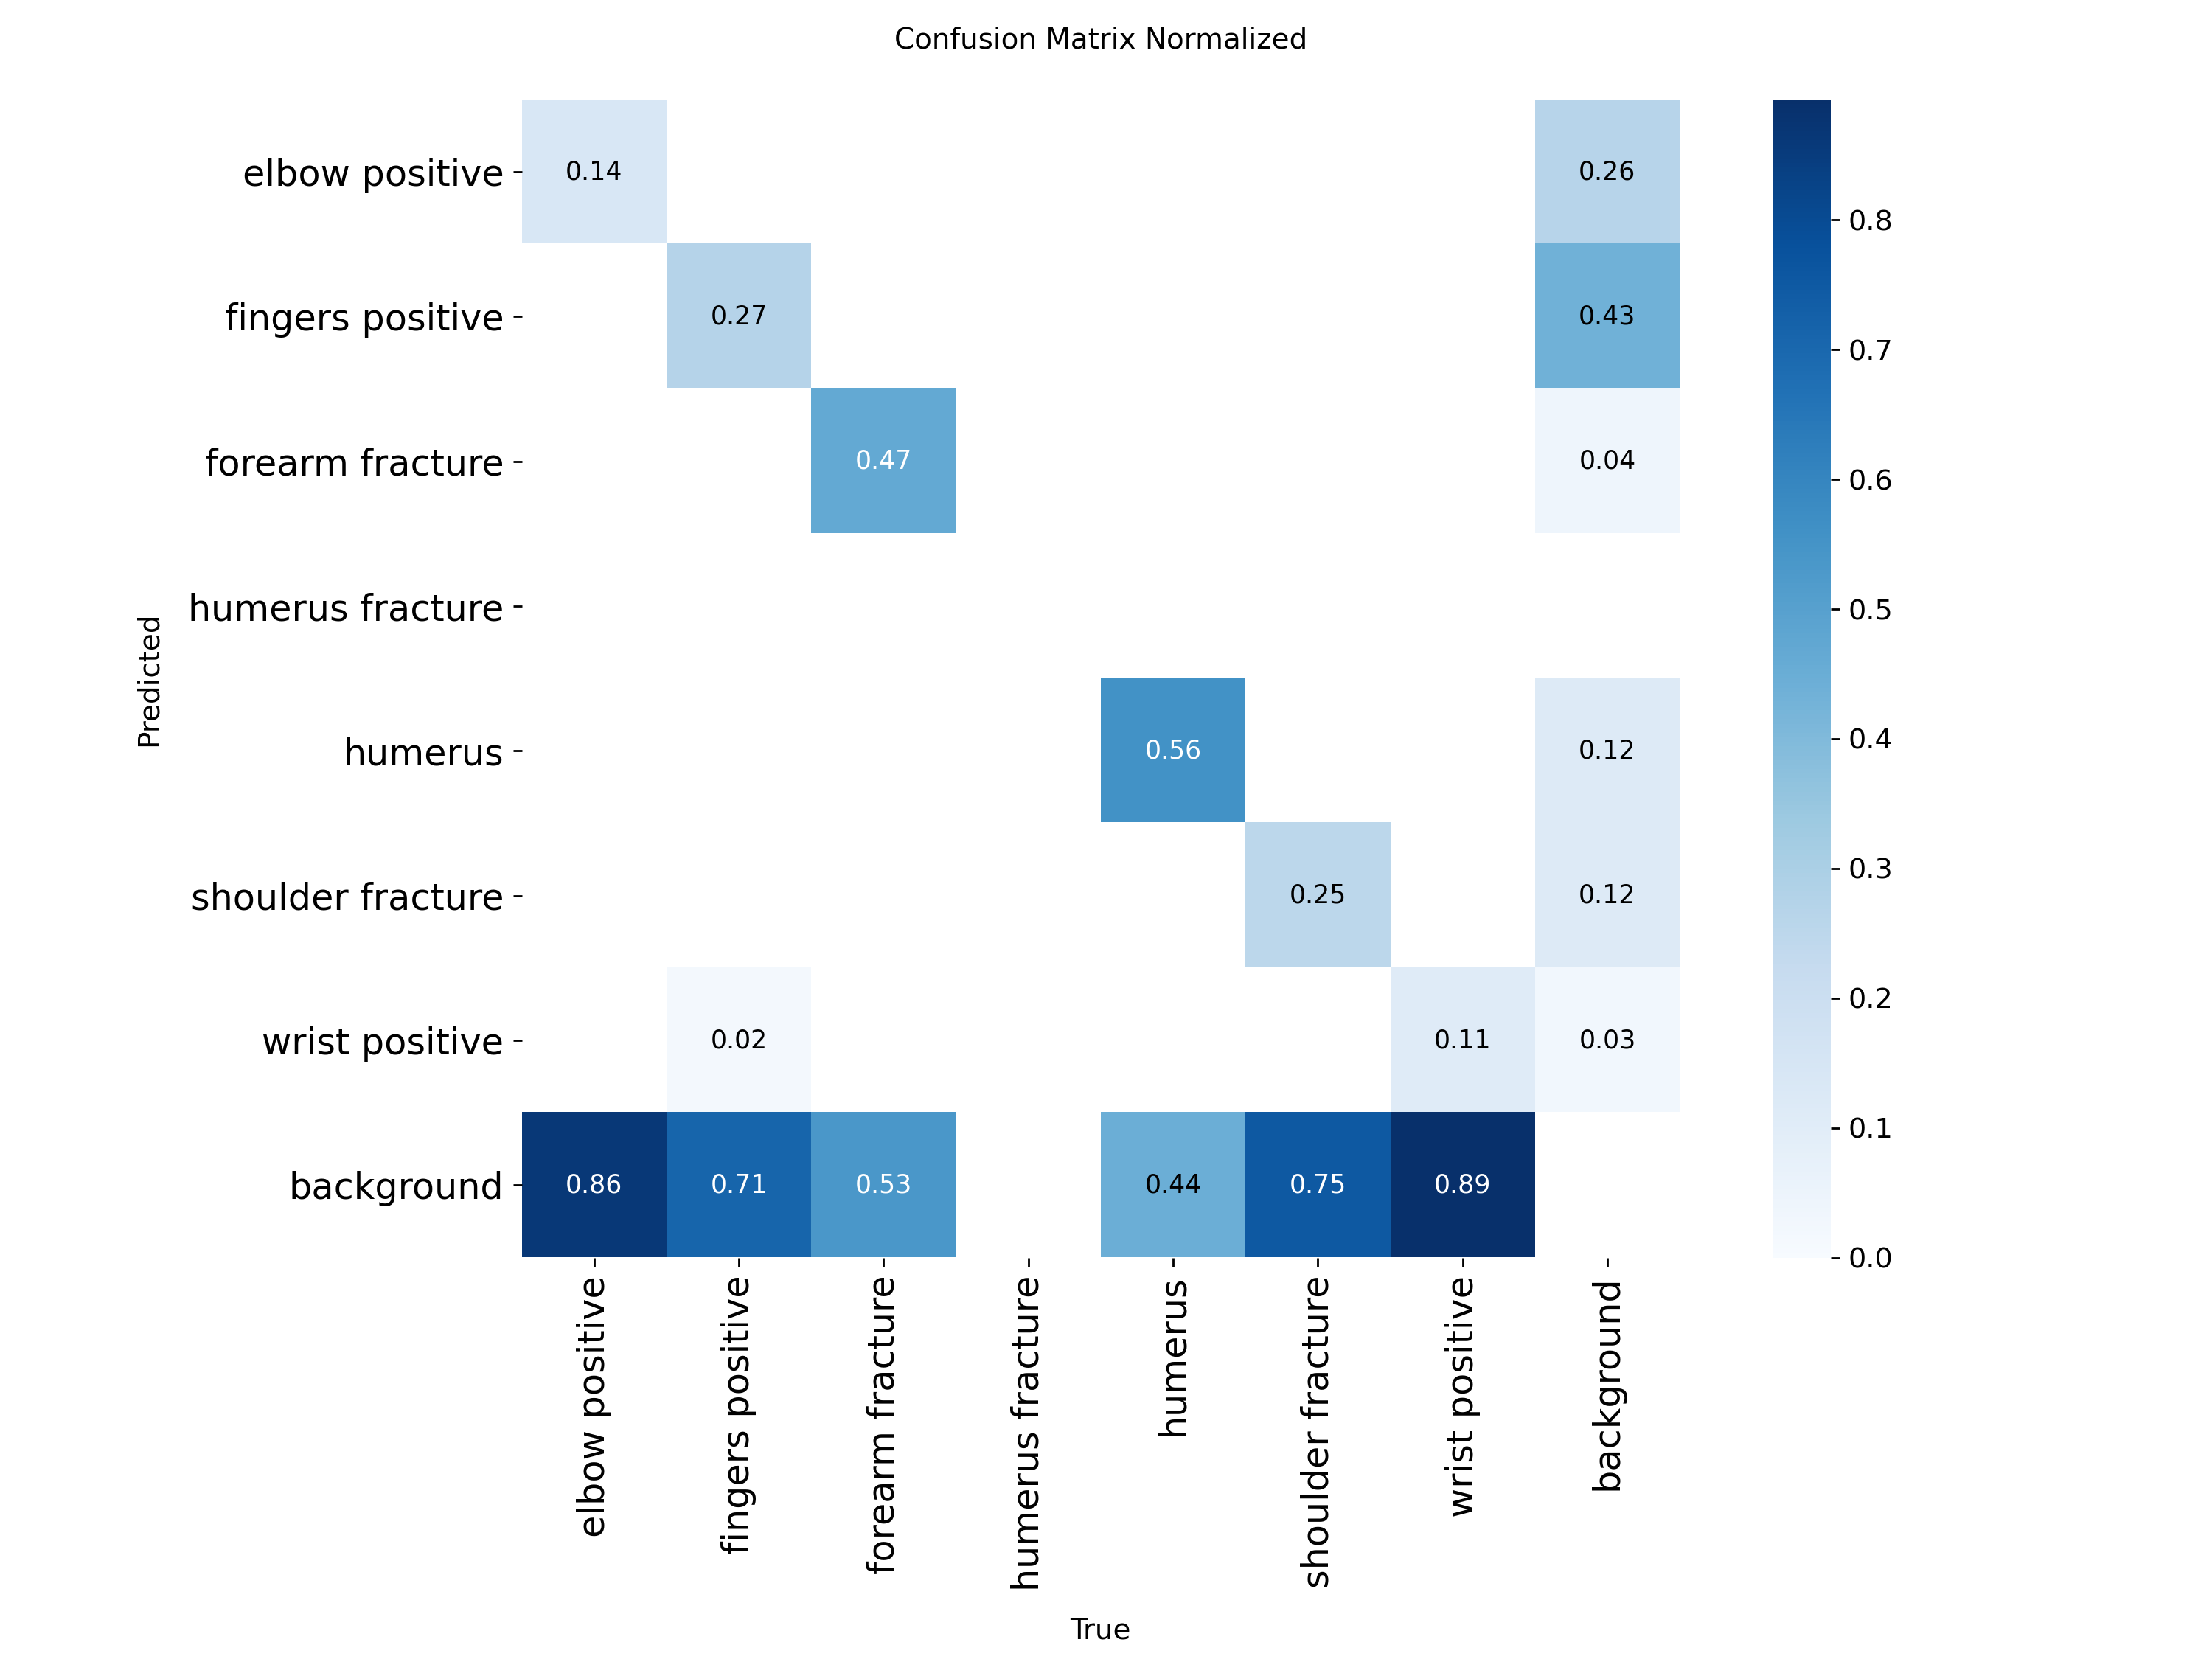 Confusion Matrix Normalized
Predicted
elbow positive
0.14
0.26
fingers positive
0.27
0.43
forearm fracture
0.47
0.04
humerus fracture
humerus
0.56
0.12
shoulder fracture
0.25
0.12
wrist positive
0.02
0.11
0.03
background
0.86
0.71
0.53
0.44
0.75
0.89
elbow positive
fingers positive
forearm fracture
humerus fracture
humerus
shoulder fracture
wrist positive
background
True
0.8
0.7
0.6
0.5
0.4
0.3
0.2
0.1
0.0